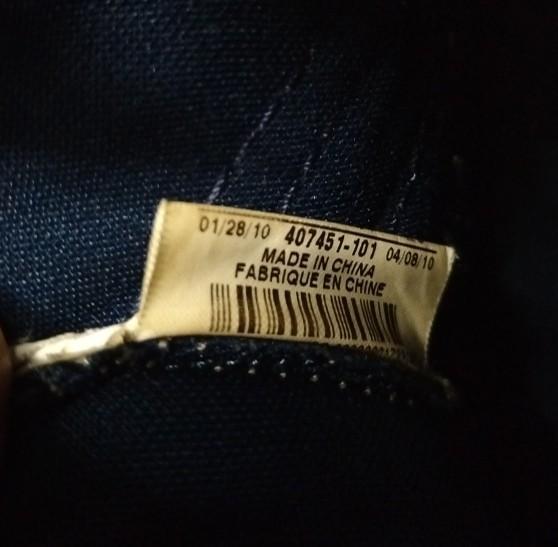 01/28/10 407451-101 04/08/10
MADE IN CHINA
FABRIQUE EN CHINE